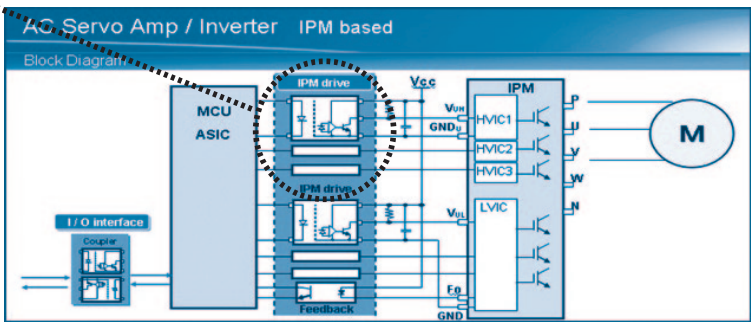 AC Servo Amp / Inverter IPM based
Block Diagram
IPM drive
Vcc
IPM
P
MCU
ASIC
VUH
GNDU
HVIC1
U
M
HVIC2
V
HVIC3
W
IPM drive
N
I / O interface
VUL
LVIC
Coupler
Fo
Feedback
GND